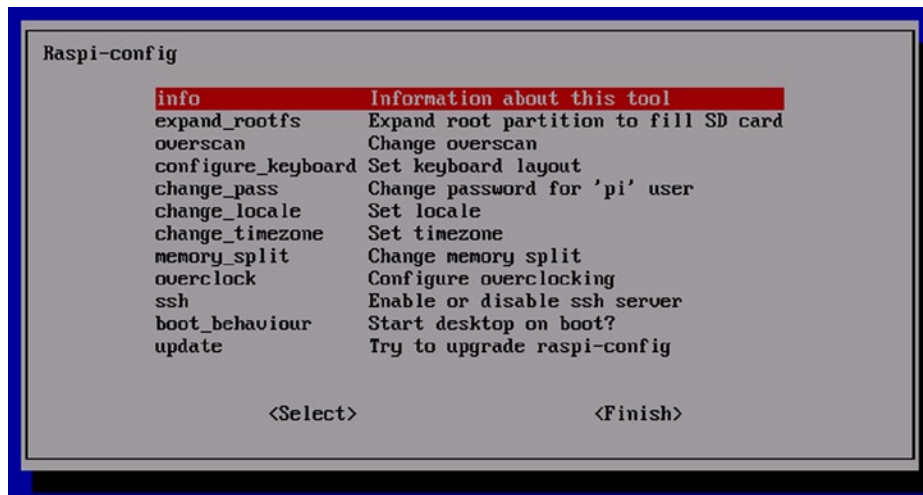 Raspi-config
info Information about this tool
expand_rootfs Expand root partition to fill SD card
overscan Change overscan
configure_keyboard Set keyboard layout
change_pass Change password for 'pi' user
change_locale Set locale
change_timezone Set timezone
memory_split Change memory split
overclock Configure overclocking
ssh Enable or disable ssh server
boot_behaviour Start desktop on boot?
update Try to upgrade raspi-config
<Select> <Finish>